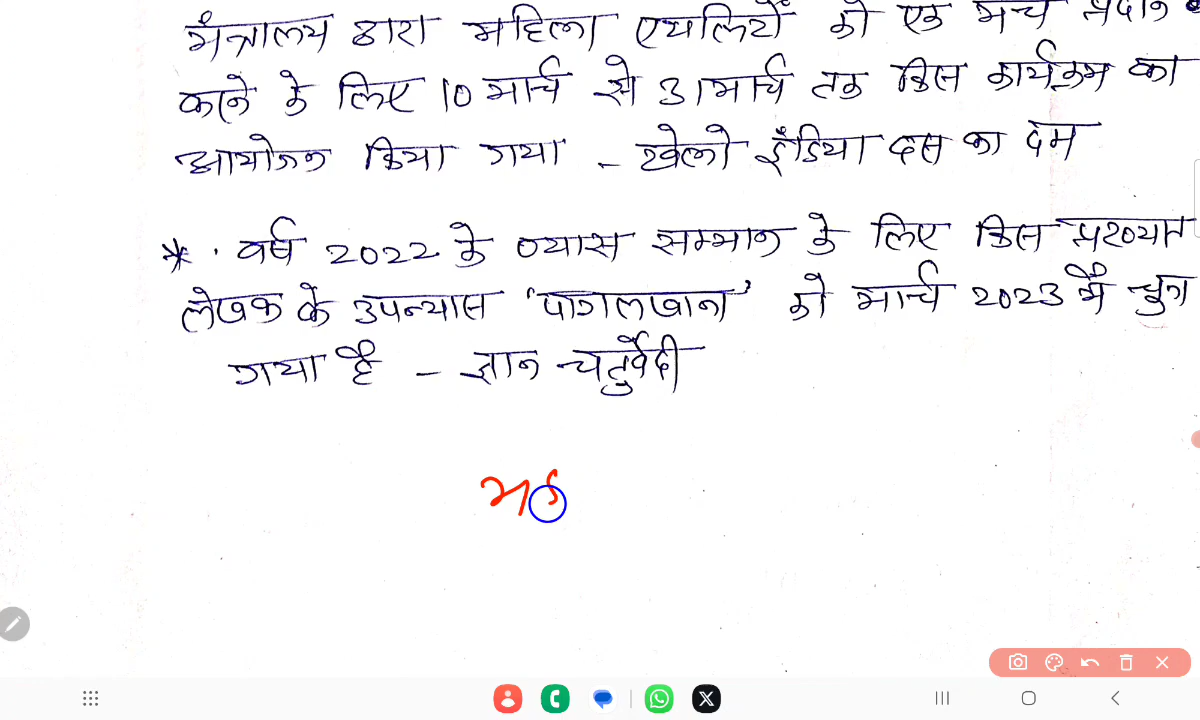 मंत्रालय द्वारा महिला एथलिटों को एक मंच प्रदान
करने के लिए 10 मार्च से 31 मार्च तक किस कार्यक्रम का
आयोजन किया गया - खेलो इंडिया दस का दम
* . वर्ष 2022 के व्यास सम्मान के लिए किस प्रख्यात
लेखक के उपन्यास 'पागलखाना' को मार्च 2023 में चुना
गया है - ज्ञान चतुर्वेदी